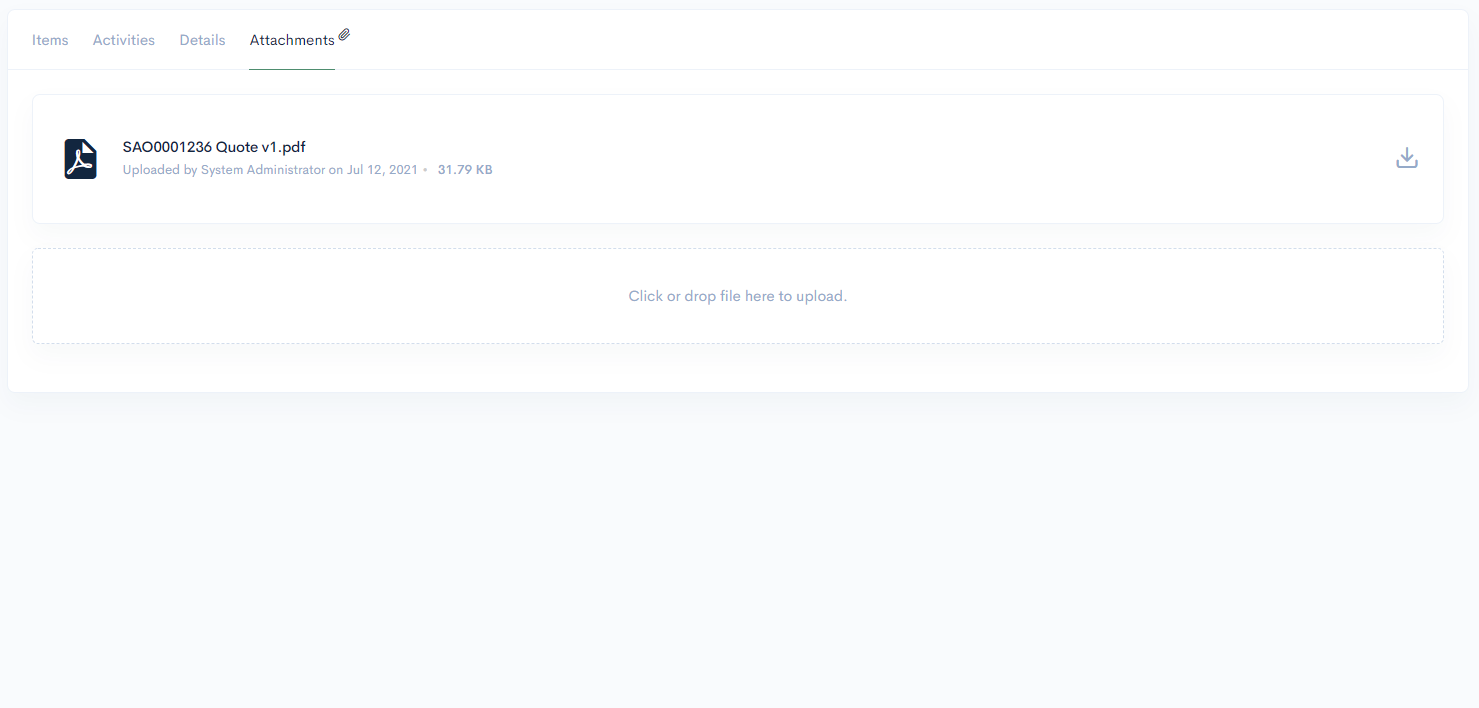 Items Activities Details Attachments
SAO0001236 Quote v1.pdf
Uploaded by System Administrator on Jul 12, 2021 • 31.79 KB
Click or drop file here to upload.